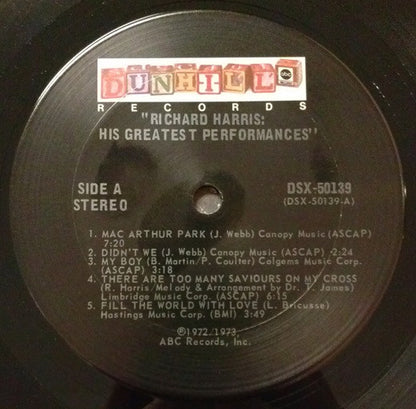 DUNHILL abc
RECORDS
"RICHARD HARRIS:
HIS GREATEST PERFORMANCES"
SIDE A
STEREO
DSX-50139
(DSX-50139-A)
1. MAC ARTHUR PARK (J. Webb) Canopy Music (ASCAP)
7:20
2. DIDN'T WE (J. Webb) Canopy Music (ASCAP) 2:24
3. MY BOY (B. Martin/P. Coulter) Colgems Music Corp.
(ASCAP) 3:18
4. THERE ARE TOO MANY SAVIOURS ON MY CROSS
(R. Harris/Melody & Arrangement by Dr. T. James)
Limbridge Music Corp. (ASCAP) 6:15
5. FILL THE WORLD WITH LOVE (L. Bricusse)
Hastings Music Corp. (BMI) 3:49
℗1972, 1973,
ABC Records, Inc.